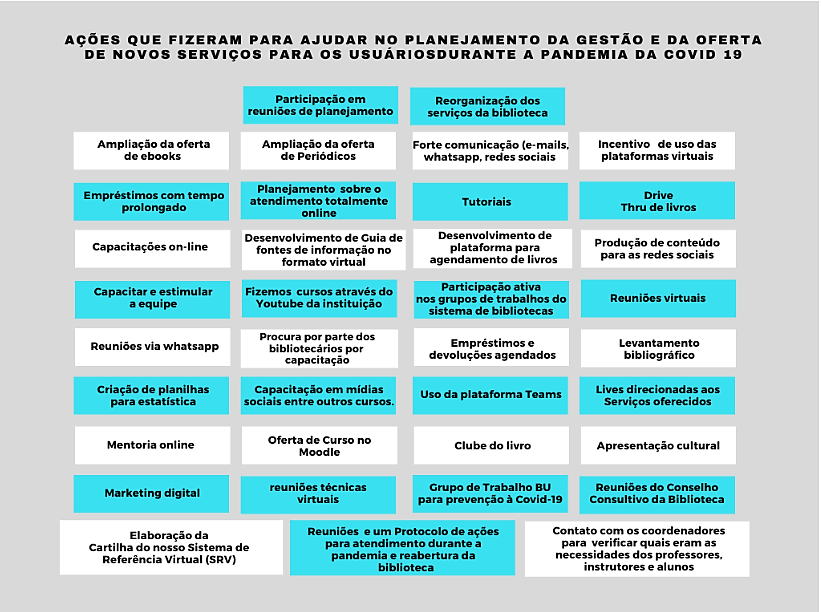 AÇÕES QUE FIZERAM PARA AJUDAR NO PLANEJAMENTO DA GESTÃO E DA OFERTA
DE NOVOS SERVIÇOS PARA OS USUÁRIOSDURANTE A PANDEMIA DA COVID 19
Participação em
reuniões de planejamento
Reorganização dos
serviços da biblioteca
Ampliação da oferta
de ebooks
Ampliação da oferta
de Periódicos
Forte comunicação (e-mails,
whatsapp, redes sociais
Incentivo de uso das
plataformas virtuais
Empréstimos com tempo
prolongado
Planejamento sobre o
atendimento totalmente
online
Tutoriais
Drive
Thru de livros
Capacitações on-line
Desenvolvimento de Guia de
fontes de informação no
formato virtual
Desenvolvimento de
plataforma para
agendamento de livros
Produção de conteúdo
para as redes sociais
Capacitar e estimular
a equipe
Fizemos cursos através do
Youtube da instituição
Participação ativa
nos grupos de trabalhos do
sistema de bibliotecas
Reuniões virtuais
Reuniões via whatsapp
Procura por parte dos
bibliotecários por
capacitação
Empréstimos e
devoluções agendados
Levantamento
bibliográfico
Criação de planilhas
para estatística
Capacitação em mídias
sociais entre outros cursos.
Uso da plataforma Teams
Lives direcionadas aos
Serviços oferecidos
Mentoria online
Oferta de Curso no
Moodle
Clube do livro
Apresentação cultural
Marketing digital
reuniões técnicas
virtuais
Grupo de Trabalho BU
para prevenção à Covid-19
Reuniões do Conselho
Consultivo da Biblioteca
Elaboração da
Cartilha do nosso Sistema de
Referência Virtual (SRV)
Reuniões e um Protocolo de ações
para atendimento durante a
pandemia e reabertura da
biblioteca
Contato com os coordenadores
para verificar quais eram as
necessidades dos professores,
instrutores e alunos